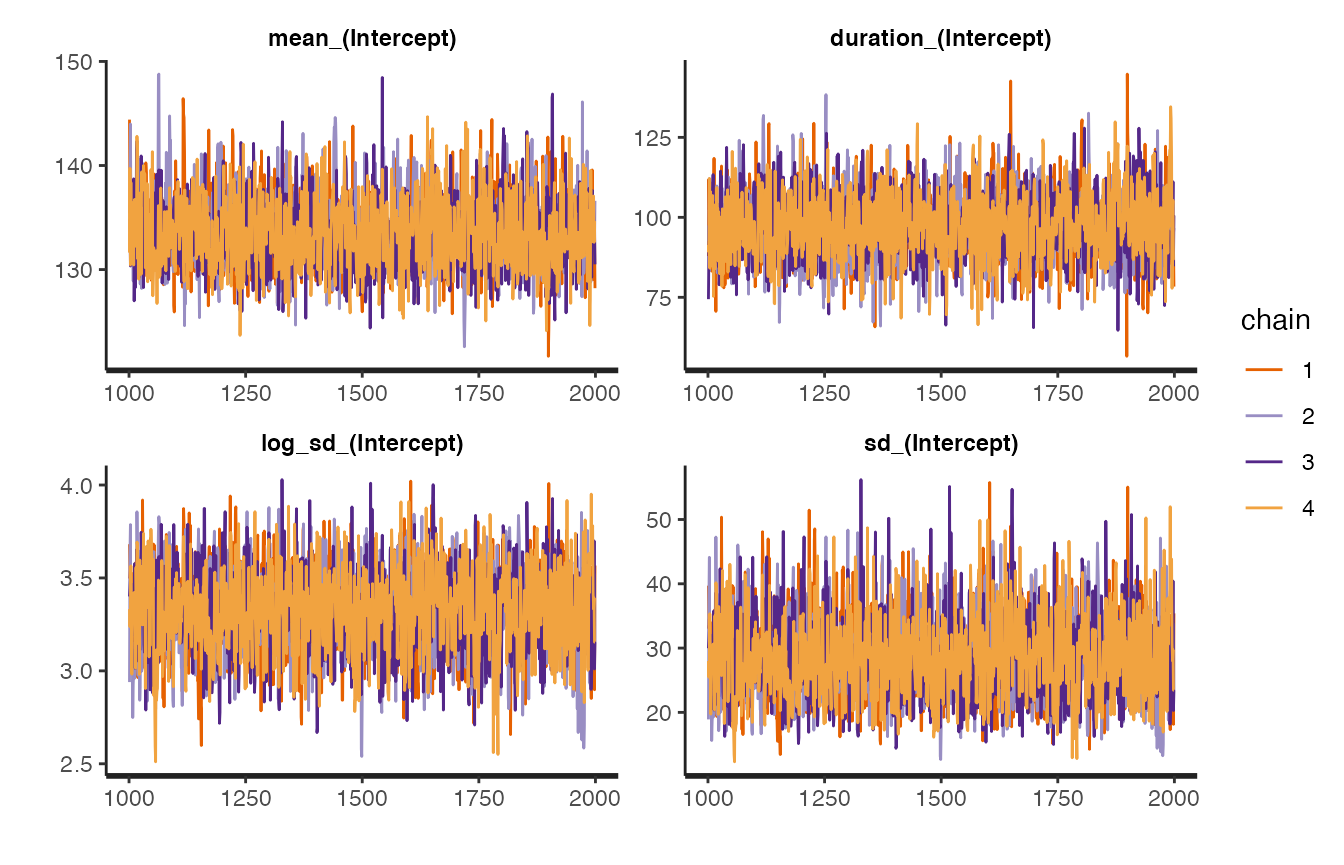 mean_(Intercept)
150
140
130
1000 1250 1500 1750 2000
duration_(Intercept)
125
100
75
1000 1250 1500 1750 2000
log_sd_(Intercept)
4.0
3.5
3.0
2.5
1000 1250 1500 1750 2000
sd_(Intercept)
50
40
30
20
1000 1250 1500 1750 2000
chain
1
2
3
4